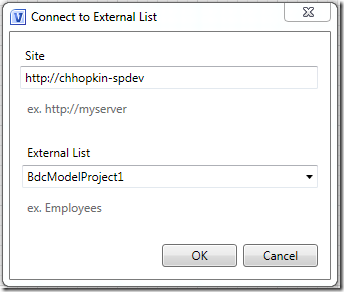 Connect to External List
Site
http://chhopkin-spdev
ex. http://myserver
External List
BdcModelProject1
ex. Employees
OK Cancel